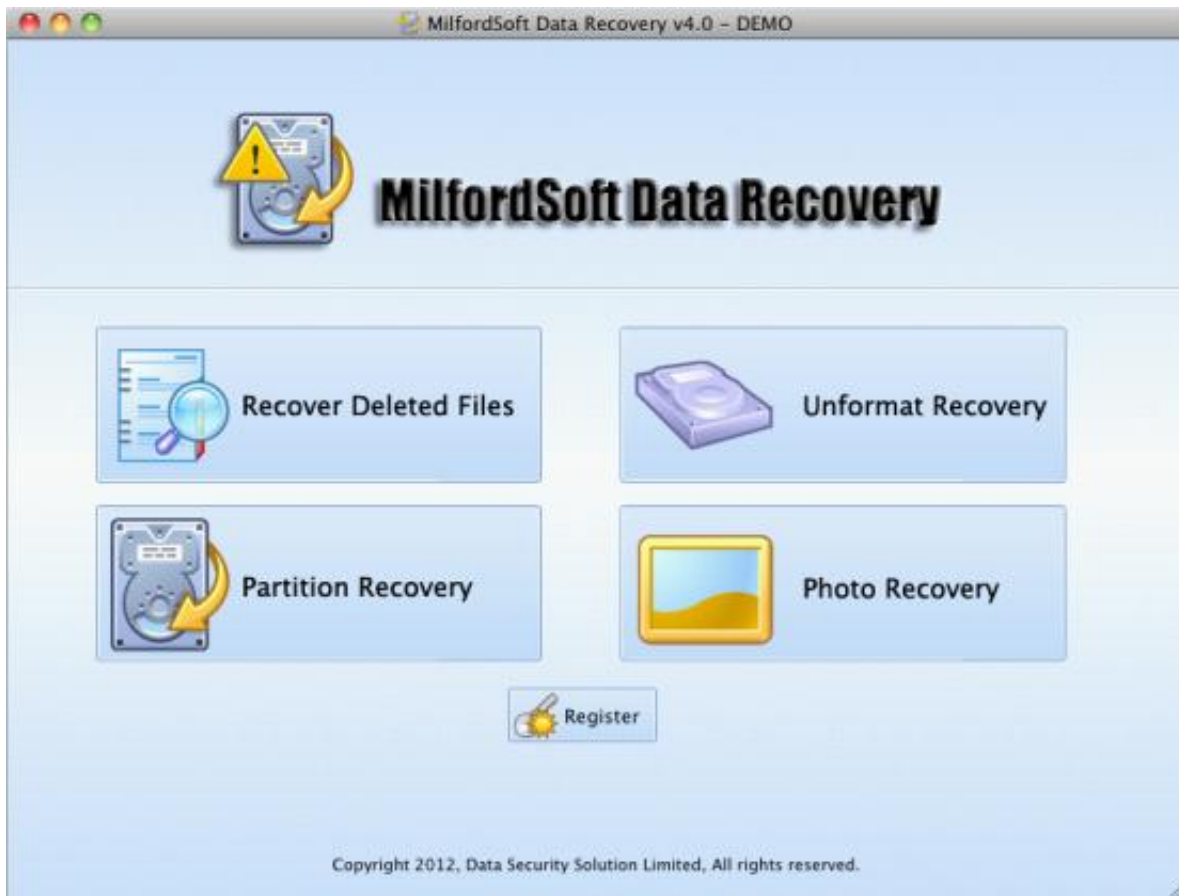 MilfordSoft Data Recovery v4.0 – DEMO
MilfordSoft Data Recovery
Recover Deleted Files
Unformat Recovery
Partition Recovery
Photo Recovery
Register
Copyright 2012, Data Security Solution Limited, All rights reserved.